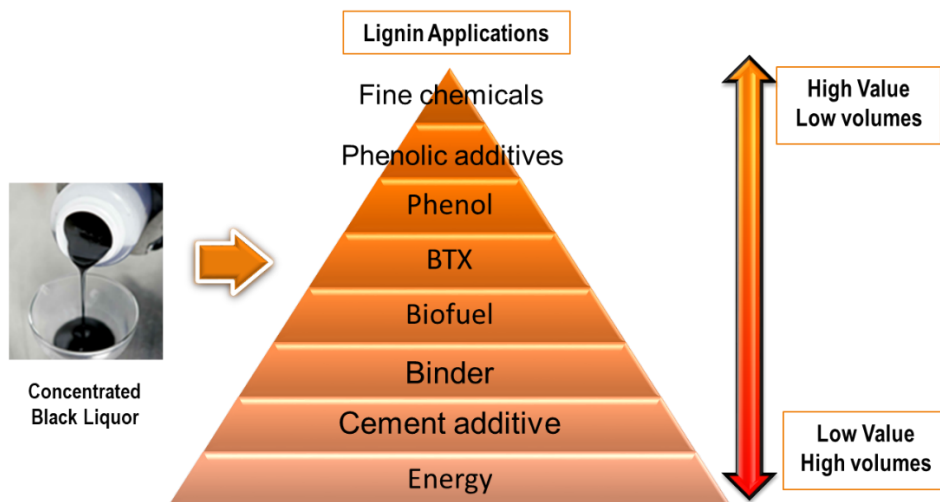 Lignin Applications
Fine chemicals
Phenolic additives
Phenol
BTX
Biofuel
Binder
Cement additive
Energy
Concentrated
Black Liquor
High Value
Low volumes
Low Value
High volumes